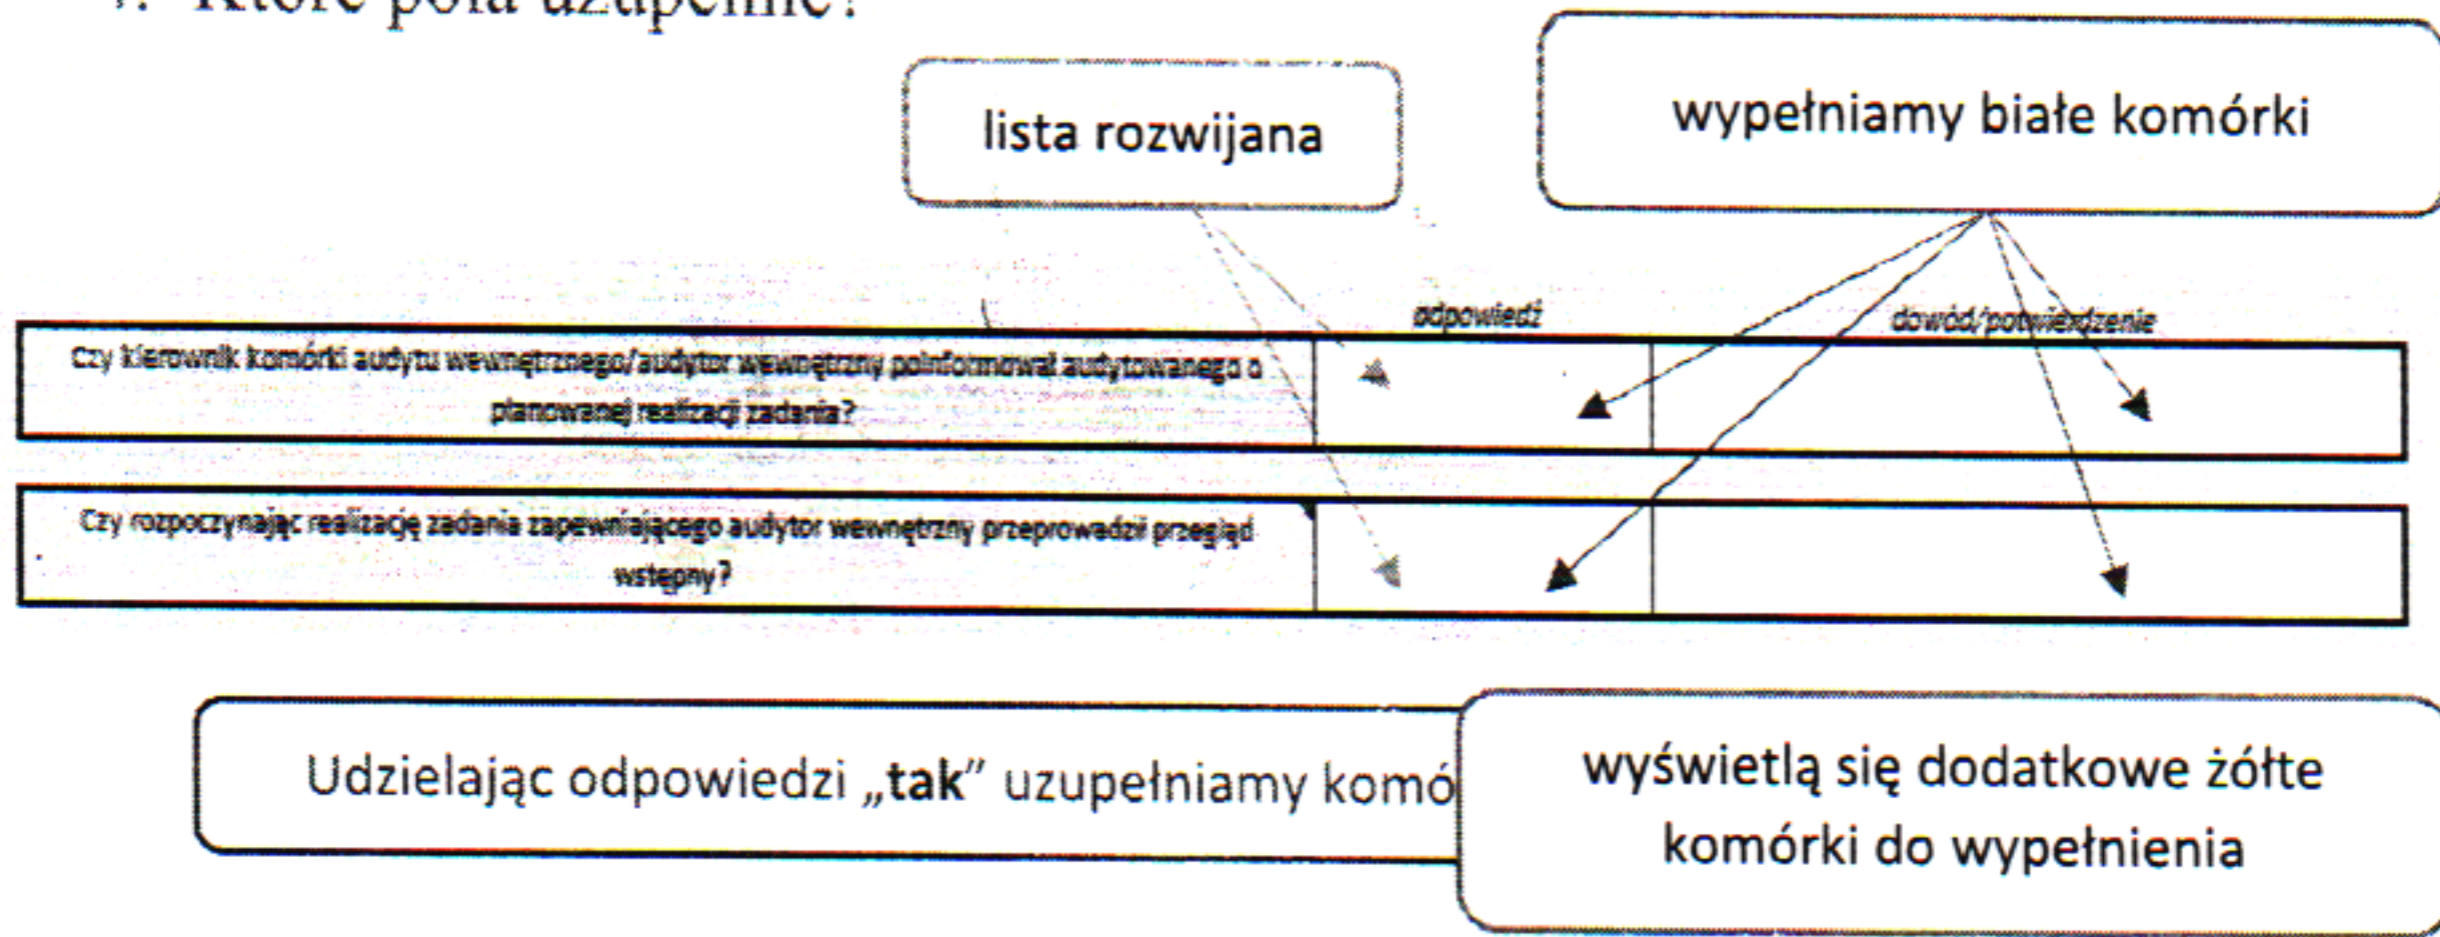 Które pola uzupełnić?
lista rozwijana
wypełniamy białe komórki
odpowiedź
dowód/potwierdzenie
Czy kierownik komórki audytu wewnętrznego/audytor wewnętrzny poinformował audytowanego o
planowanej realizacji zadania?
Czy rozpoczynając realizację zadania zapewniającego audytor wewnętrzny przeprowadził przegląd
wstępny?
Udzielając odpowiedzi „tak” uzupełniamy komó
wyświetlą się dodatkowe żółte
komórki do wypełnienia